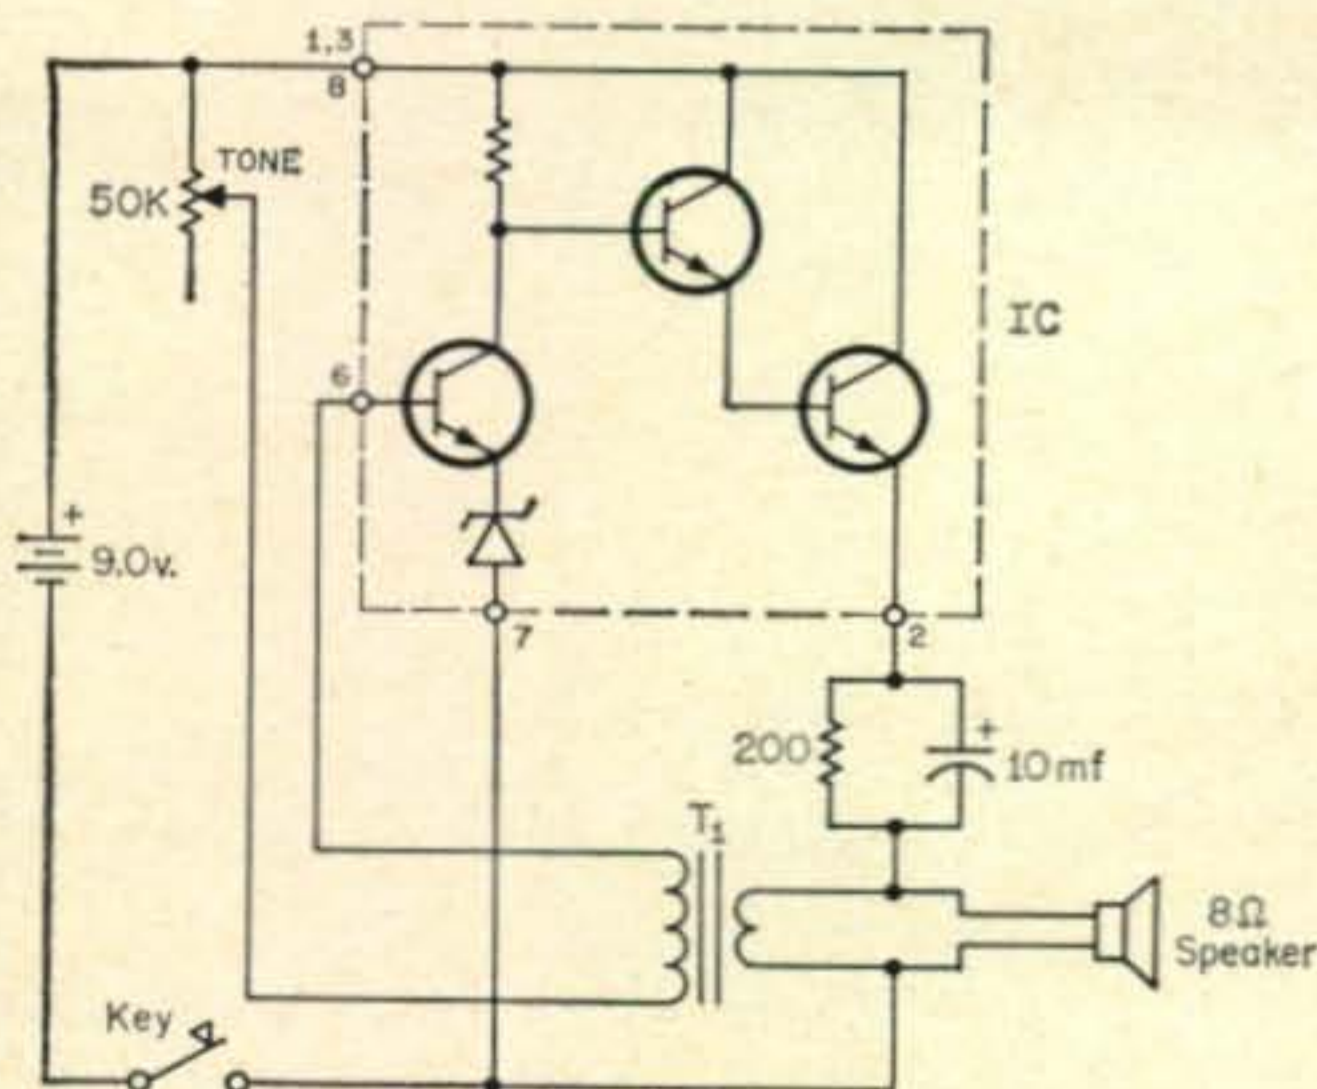 1,3
8
TONE
50K
IC
6
+
9.0v.
7
2
200
+
10mf
T1
8Ω
Speaker
Key